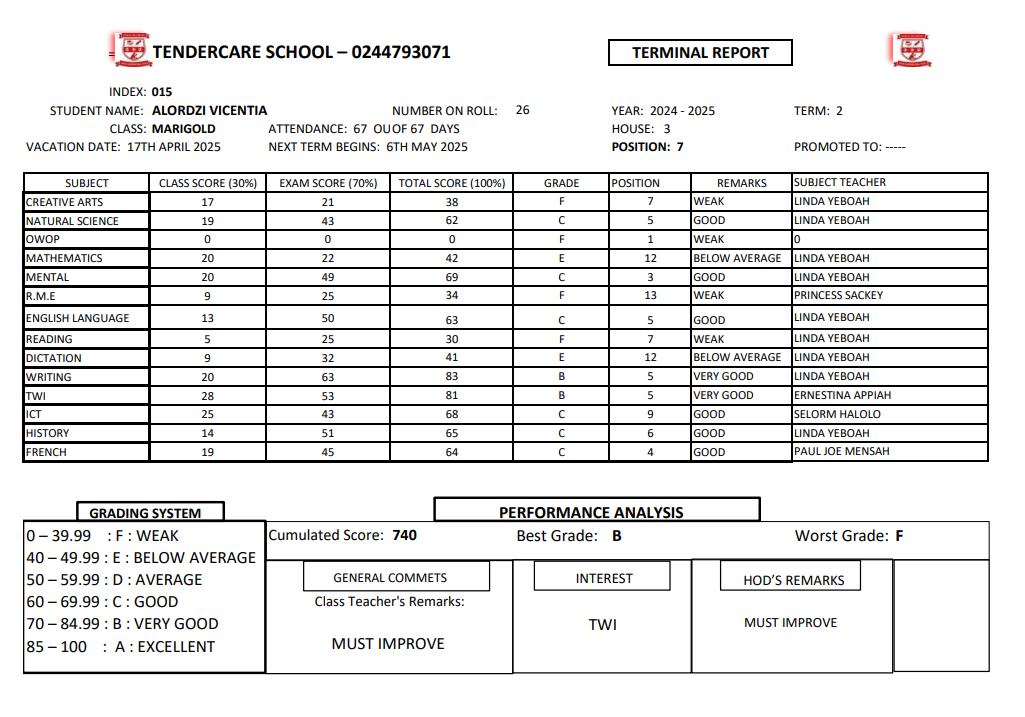 TENDERCARE SCHOOL – 0244793071
TERMINAL REPORT
INDEX: 015
STUDENT NAME: ALORDZI VICENTIA NUMBER ON ROLL: 26 YEAR: 2024 - 2025 TERM: 2
CLASS: MARIGOLD ATTENDANCE: 67 OUOF 67 DAYS HOUSE: 3
VACATION DATE: 17TH APRIL 2025 NEXT TERM BEGINS: 6TH MAY 2025 POSITION: 7 PROMOTED TO: -----
SUBJECT CLASS SCORE (30%) EXAM SCORE (70%) TOTAL SCORE (100%) GRADE POSITION REMARKS SUBJECT TEACHER
CREATIVE ARTS 17 21 38 F 7 WEAK LINDA YEBOAH
NATURAL SCIENCE 19 43 62 C 5 GOOD LINDA YEBOAH
OWOP 0 0 0 F 1 WEAK 0
MATHEMATICS 20 22 42 E 12 BELOW AVERAGE LINDA YEBOAH
MENTAL 20 49 69 C 3 GOOD LINDA YEBOAH
R.M.E 9 25 34 F 13 WEAK PRINCESS SACKEY
ENGLISH LANGUAGE 13 50 63 C 5 GOOD LINDA YEBOAH
READING 5 25 30 F 7 WEAK LINDA YEBOAH
DICTATION 9 32 41 E 12 BELOW AVERAGE LINDA YEBOAH
WRITING 20 63 83 B 5 VERY GOOD LINDA YEBOAH
TWI 28 53 81 B 5 VERY GOOD ERNESTINA APPIAH
ICT 25 43 68 C 9 GOOD SELORM HALOLO
HISTORY 14 51 65 C 6 GOOD LINDA YEBOAH
FRENCH 19 45 64 C 4 GOOD PAUL JOE MENSAH
GRADING SYSTEM
0 – 39.99 : F : WEAK
40 – 49.99 : E : BELOW AVERAGE
50 – 59.99 : D : AVERAGE
60 – 69.99 : C : GOOD
70 – 84.99 : B : VERY GOOD
85 – 100 : A : EXCELLENT
PERFORMANCE ANALYSIS
Cumulated Score: 740 Best Grade: B Worst Grade: F
GENERAL COMMETS
Class Teacher's Remarks:
MUST IMPROVE
INTEREST
TWI
HOD'S REMARKS
MUST IMPROVE